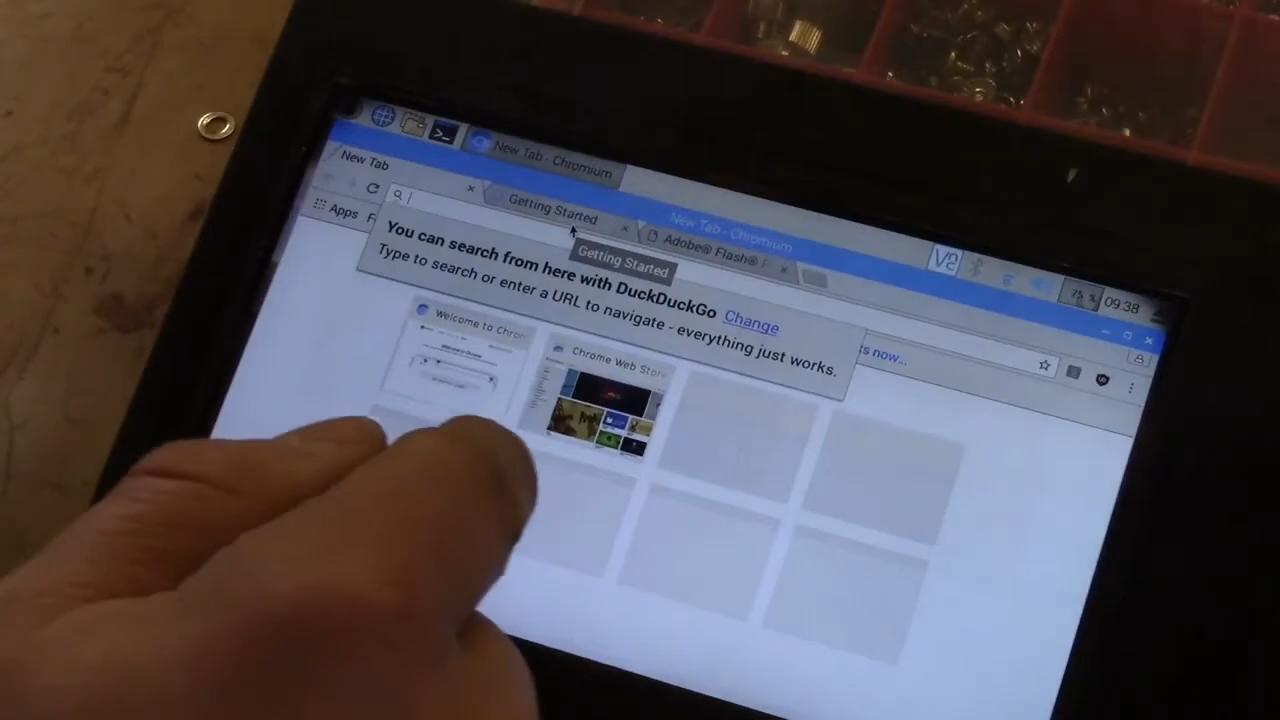 New Tab - Chromium
New Tab
Getting Started
Adobe® Flash®
New Tab - Chromium
75 %
09:38
Apps
You can search from here with DuckDuckGo Change
Type to search or enter a URL to navigate - everything just works.
Getting Started
now...
Welcome to Chrom
Chrome Web Store